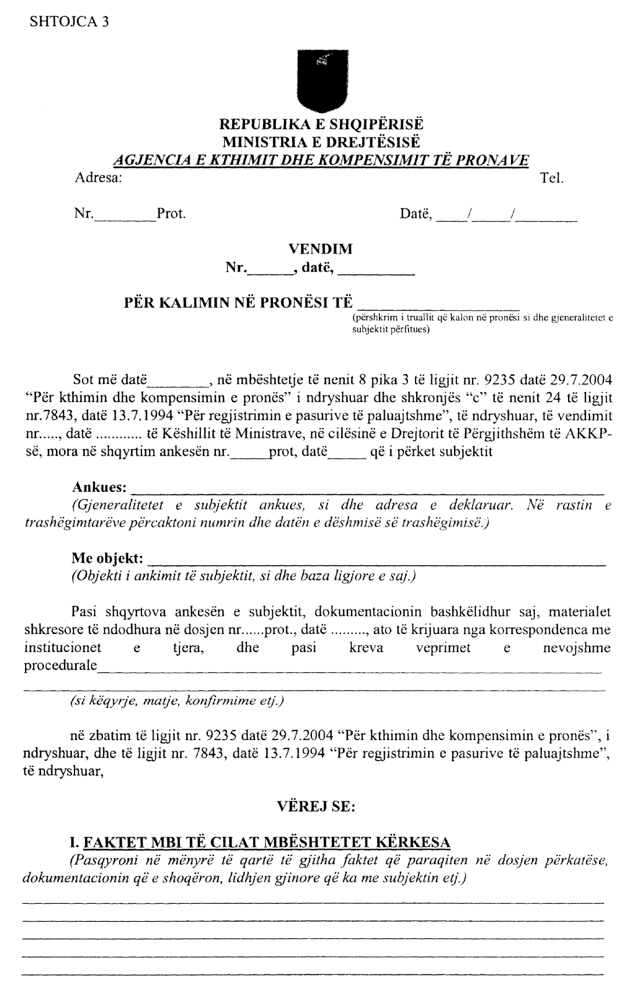 SHTOJCA 3
REPUBLIKA E SHQIPËRISË
MINISTRIA E DREJTËSISË
AGJENCIA E KTHIMIT DHE KOMPENSIMIT TË PRONAVE
Adresa: Tel.
Nr.________Prot. Datë, ____/_____/________
VENDIM
Nr.______, datë, __________
PËR KALIMIN NË PRONËSI TË _____________________
(përshkrim i truallit që kalon në pronësi si dhe gjeneralitetet e
subjektit përfitues)
Sot më datë________, në mbështetje të nenit 8 pika 3 të ligjit nr. 9235 datë 29.7.2004
“Për kthimin dhe kompensimin e pronës” i ndryshuar dhe shkronjës “c” të nenit 24 të ligjit
nr.7843, datë 13.7.1994 “Për regjistrimin e pasurive të paluajtshme”, të ndryshuar, të vendimit
nr....., datë ............ të Këshillit të Ministrave, në cilësinë e Drejtorit të Përgjithshëm të AKKP-
së, mora në shqyrtim ankesën nr._____prot, datë_____ që i përket subjektit
Ankues: ______________________________
(Gjeneralitetet e subjektit ankues, si dhe adresa e deklaruar. Në rastin e
trashëgimtarëve përcaktoni numrin dhe datën e dëshmisë së trashëgimisë.)
Me objekt: ______________________________
(Objekti i ankimit të subjektit, si dhe baza ligjore e saj.)
Pasi shqyrtova ankesën e subjektit, dokumentacionin bashkëlidhur saj, materialet
shkresore të ndodhura në dosjen nr......prot., datë ........., ato të krijuara nga korrespondenca me
institucionet e tjera, dhe pasi kreva veprimet e nevojshme
procedurale______________________________
(si këqyrje, matje, konfirmime etj.)
në zbatim të ligjit nr. 9235 datë 29.7.2004 “Për kthimin dhe kompensimin e pronës”, i
ndryshuar, dhe të ligjit nr. 7843, datë 13.7.1994 “Për regjistrimin e pasurive të paluajtshme”,
të ndryshuar,
VËREJ SE:
I. FAKTET MBI TË CILAT MBËSHTETET KËRKESA
(Pasqyroni në mënyrë të qartë të gjitha faktet që paraqiten në dosjen përkatëse,
dokumentacionin që e shoqëron, lidhjen gjinore që ka me subjektin etj.)